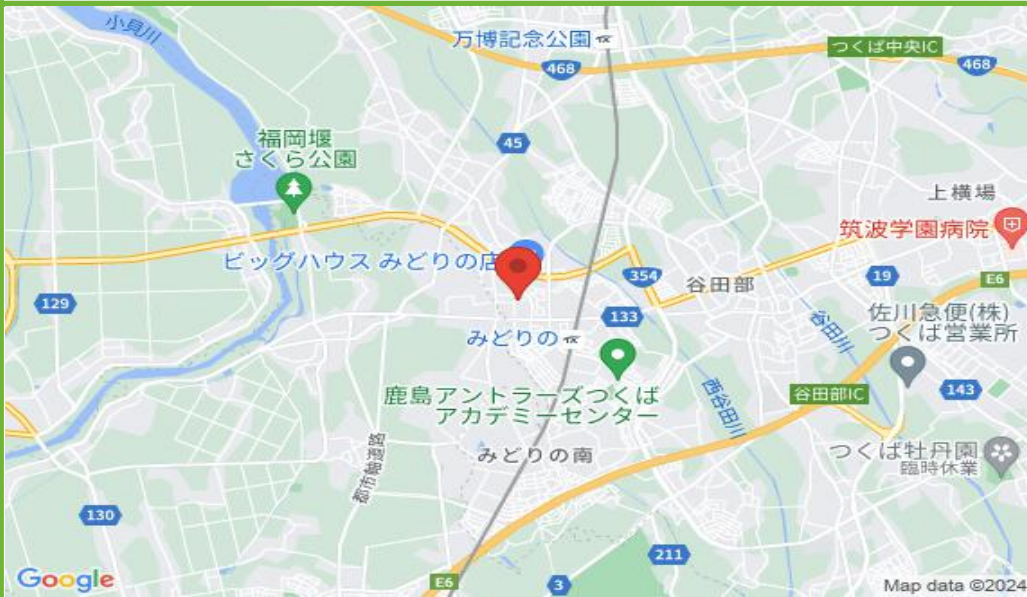 小貝川
万博記念公園
つくば中央IC
468
468
45
福岡堰
さくら公園
上横場
筑波学園病院
ビッグハウス みどりの店
354
谷田部
19
E6
129
133
佐川急便(株)
つくば営業所
谷田川
みどりの
鹿島アントラーズつくば
アカデミーセンター
西谷田川
谷田部IC
143
みどりの南
つくば牡丹園
臨時休業
都市軸道路
130
211
E6
3
Google
Map data ©2024